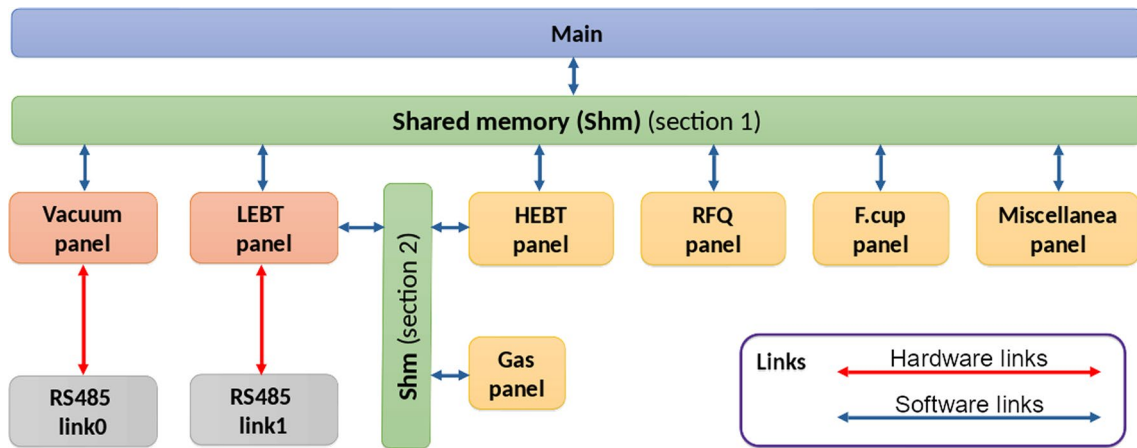 Main
Shared memory (Shm) (section 1)
Vacuum
panel
LEBT
panel
HEBT
panel
RFQ
panel
F.cup
panel
Miscellanea
panel
Shm (section 2)
Gas
panel
RS485
link0
RS485
link1
Links
Hardware links
Software links